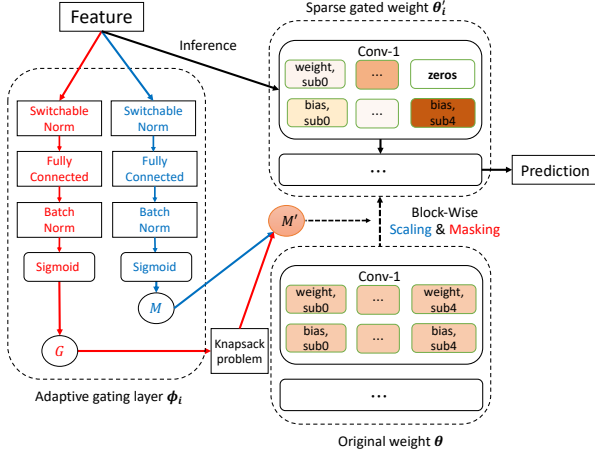 Feature
Sparse gated weight θ′ᵢ
Inference
Conv-1
weight,
sub0
...
zeros
bias,
sub0
...
bias,
sub4
...
Prediction
Switchable
Norm
Switchable
Norm
Fully
Connected
Fully
Connected
Batch
Norm
Batch
Norm
Sigmoid
Sigmoid
M
G
M′
Block-Wise
Scaling & Masking
Knapsack
problem
Adaptive gating layer ϕᵢ
Conv-1
weight,
sub0
...
weight,
sub4
bias,
sub0
...
bias,
sub4
...
Original weight θ